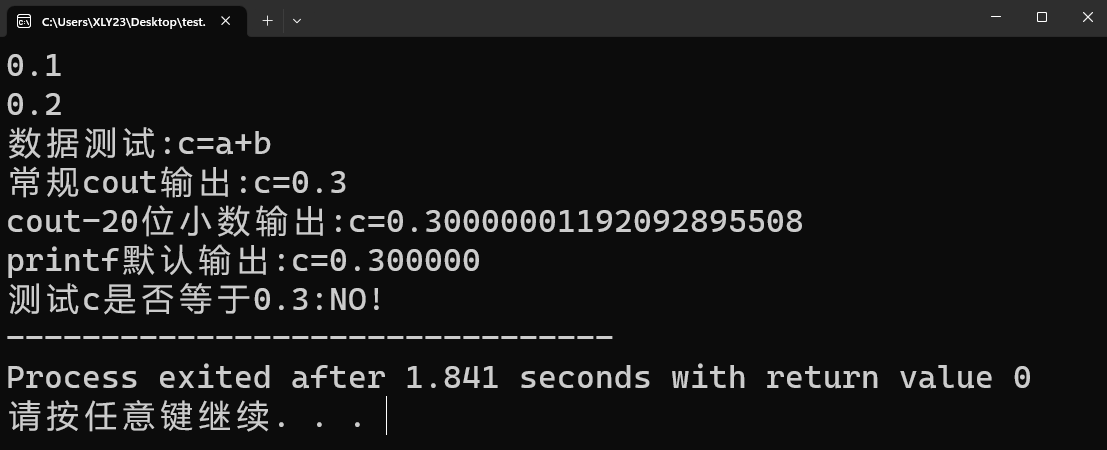 C:\Users\XLY23\Desktop\test.
0.1
0.2
数据测试:c=a+b
常规cout输出:c=0.3
cout-20位小数输出:c=0.30000001192092895508
printf默认输出:c=0.300000
测试c是否等于0.3:NO!
--------------------------------
Process exited after 1.841 seconds with return value 0
请按任意键继续. . .